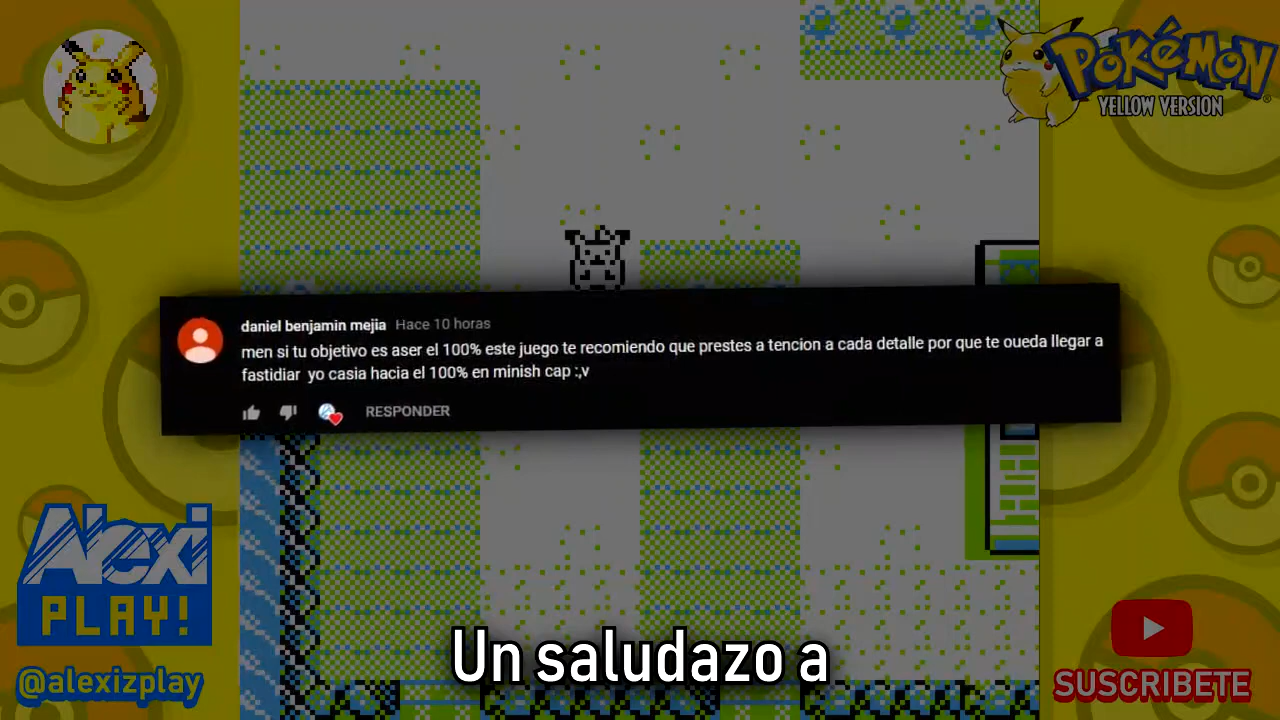 POKÉMON
YELLOW VERSION
daniel benjamin mejia Hace 10 horas
men si tu objetivo es aser el 100% este juego te recomiendo que prestes a tencion a cada detalle por que te oueda llegar a
fastidiar yo casia hacia el 100% en minish cap :,v
RESPONDER
Alexi
PLAY!
@alexizplay
Un saludazo a
SUSCRIBETE